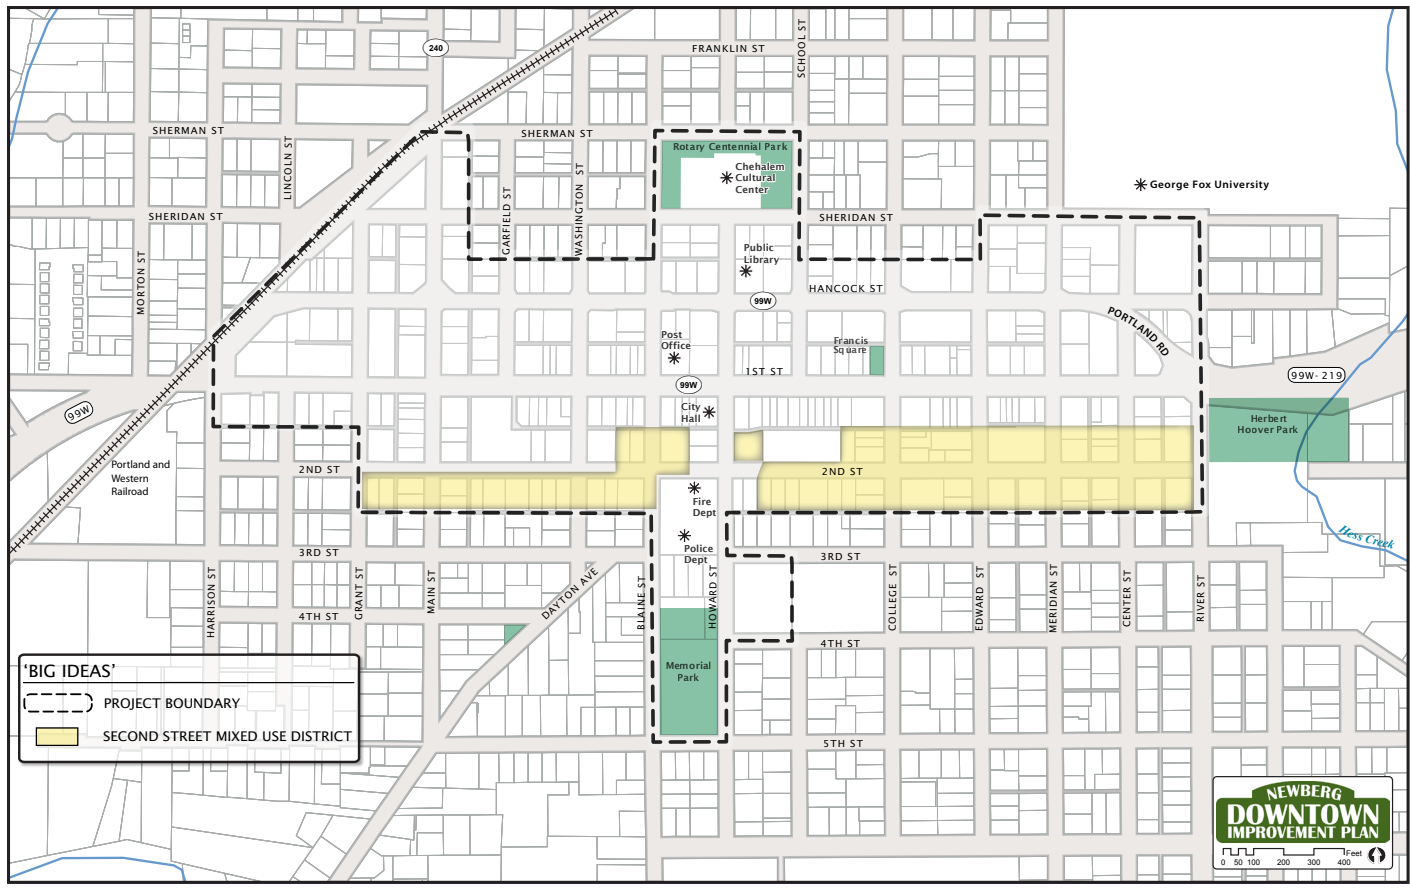 FRANKLIN ST
SCHOOL ST
240
SHERMAN ST
SHERMAN ST
LINCOLN ST
Rotary Centennial Park
Chehalem
Cultural
Center
George Fox University
SHERIDAN ST
SHERIDAN ST
GARFIELD ST
WASHINGTON ST
MORTON ST
Public
Library
HANCOCK ST
99W
PORTLAND RD
Post
Office
Francis
Square
1ST ST
99W
99W-219
99W
City
Hall
Herbert
Hoover Park
Portland and
Western
Railroad
2ND ST
2ND ST
Fire
Dept
Police
Dept
Hess Creek
3RD ST
3RD ST
HARRISON ST
GRANT ST
MAIN ST
DAYTON AVE
BLAINE ST
HOWARD ST
COLLEGE ST
EDWARD ST
MERIDIAN ST
CENTER ST
RIVER ST
4TH ST
4TH ST
Memorial
Park
5TH ST
'BIG IDEAS'
PROJECT BOUNDARY
SECOND STREET MIXED USE DISTRICT
NEWBERG
DOWNTOWN
IMPROVEMENT PLAN
Feet
0 50 100 200 300 400